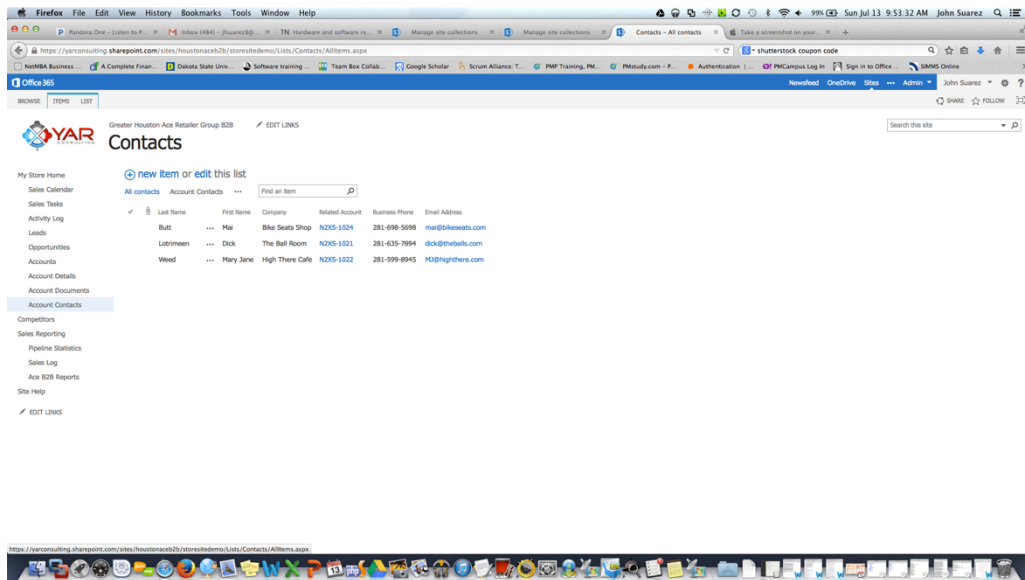 Firefox File Edit View History Bookmarks Tools Window Help 99% Sun Jul 13 9:53:32 AM John Suarez
Pandora One - Listen to P... Inbox (484) - jfsuarez8@... TN Hardware and software re... Manage site collections Manage site collections Contacts - All contacts Take a screenshot on your...
https://yarconsulting.sharepoint.com/sites/houstonaceb2b/storesitedemo/Lists/Contacts/AllItems.aspx shutterstock coupon code
NetMBA Business ... A Complete Finan... Dakota State Univ... Software training ... Team Box Collab... Google Scholar Scrum Alliance: T... PMP Training, PM... PMstudy.com - P... Authentication | ... PMCampus Log In Sign in to Office ... SIMMS Online
Office 365 Newsfeed OneDrive Sites ... Admin John Suarez ?
BROWSE ITEMS LIST SHARE FOLLOW
YAR
CONSULTING
Greater Houston Ace Retailer Group B2B EDIT LINKS Search this site
Contacts
new item or edit this list
All contacts Account Contacts ... Find an item
Last Name First Name Company Related Account Business Phone Email Address
Butt ... Mai Bike Seats Shop N2XS-1024 281-698-5698 mai@bikeseats.com
Lotrimeen ... Dick The Ball Room N2XS-1021 281-635-7894 dick@theballs.com
Weed ... Mary Jane High There Cafe N2XS-1022 281-599-8945 MJ@highthere.com
My Store Home
Sales Calendar
Sales Tasks
Activity Log
Leads
Opportunities
Accounts
Account Details
Account Documents
Account Contacts
Competitors
Sales Reporting
Pipeline Statistics
Sales Log
Ace B2B Reports
Site Help
EDIT LINKS
https://yarconsulting.sharepoint.com/sites/houstonaceb2b/storesitedemo/Lists/Contacts/AllItems.aspx